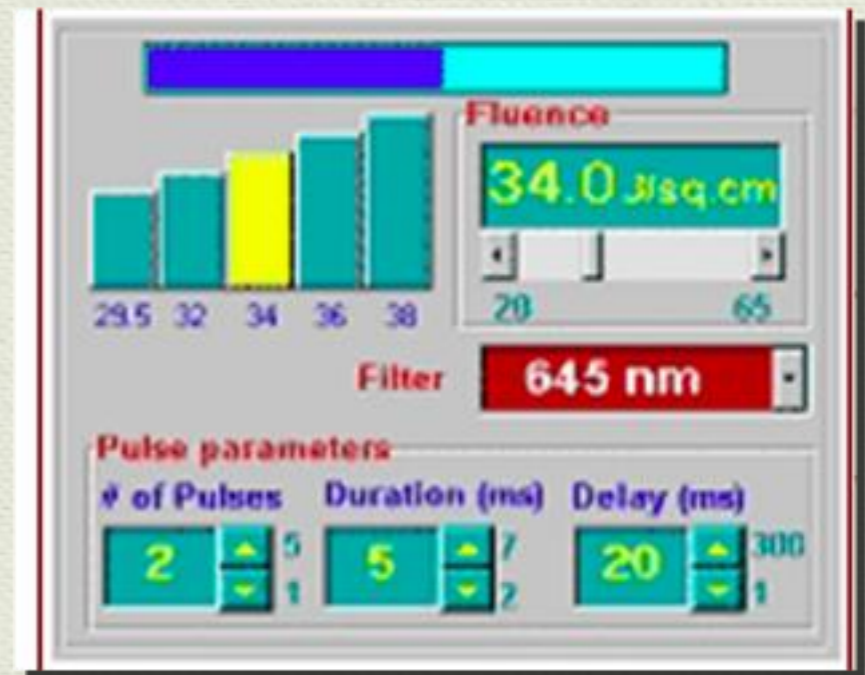 Fluence
34.0 J/sq.cm
29.5 32 34 36 38
20 65
Filter 645 nm
Pulse parameters
# of Pulses Duration (ms) Delay (ms)
2 5 1
5 7 2
20 300 1